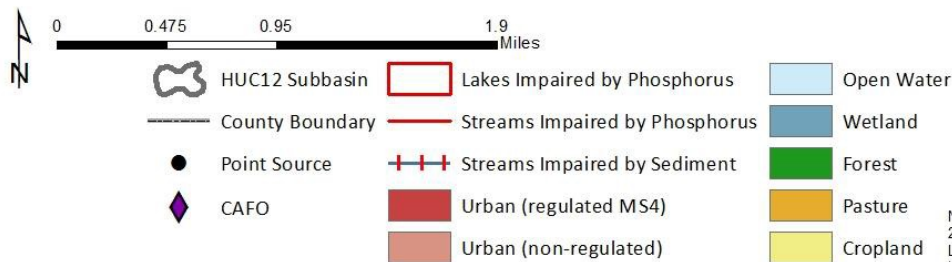 0 0.475 0.95 1.9
Miles
N
HUC12 Subbasin Lakes Impaired by Phosphorus Open Water
County Boundary Streams Impaired by Phosphorus Wetland
Point Source Streams Impaired by Sediment Forest
CAFO Urban (regulated MS4) Pasture
Urban (non-regulated) Cropland